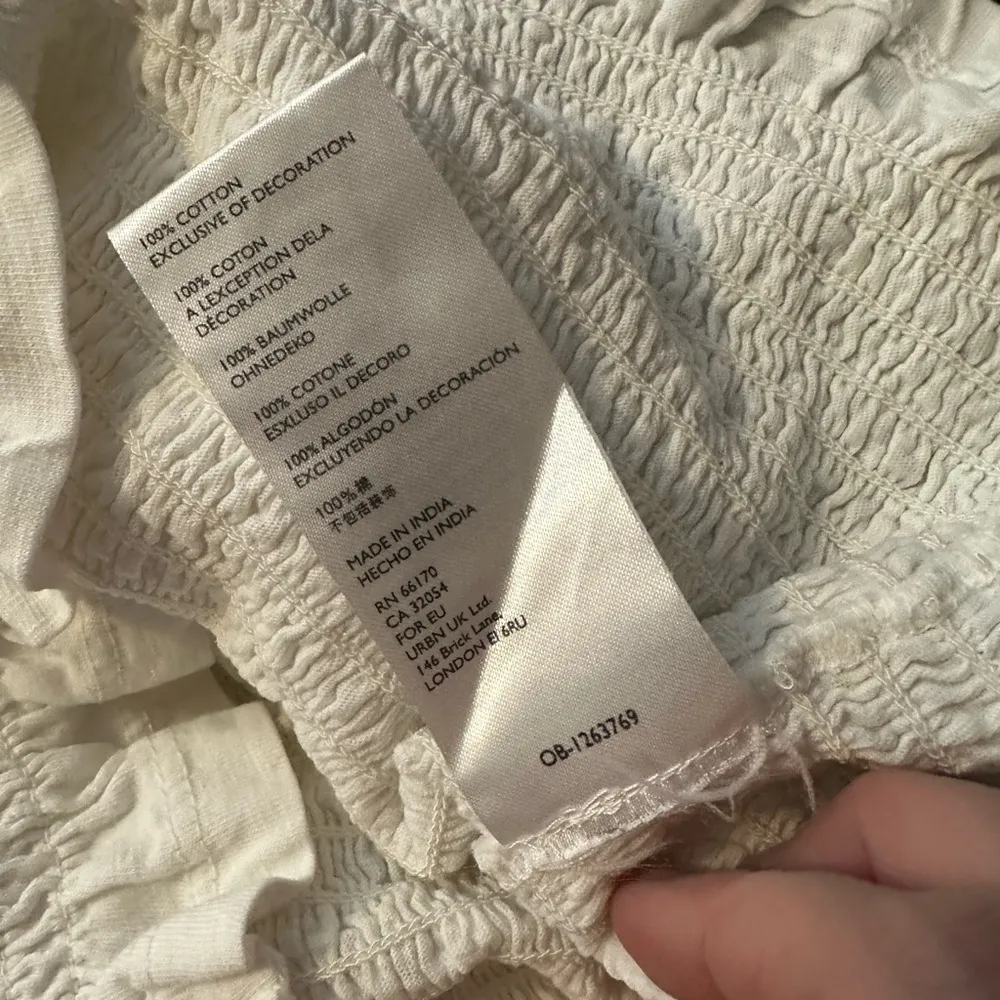 100% COTTON
EXCLUSIVE OF DECORATION
100% COTON
A LEXCEPTION DELA
DÉCORATION
100% BAUMWOLLE
OHNEDEKO
100% COTONE
ESXLUSO IL DECORO
100% ALGODÓN
EXCLUYENDO LA DECORACIÓN
100%棉
不包括装饰
MADE IN INDIA
HECHO EN INDIA
RN 66170
CA 32054
FOR EU
URBN UK Ltd.
146 Brick Lane,
LONDON E1 6RU
OB-1263769